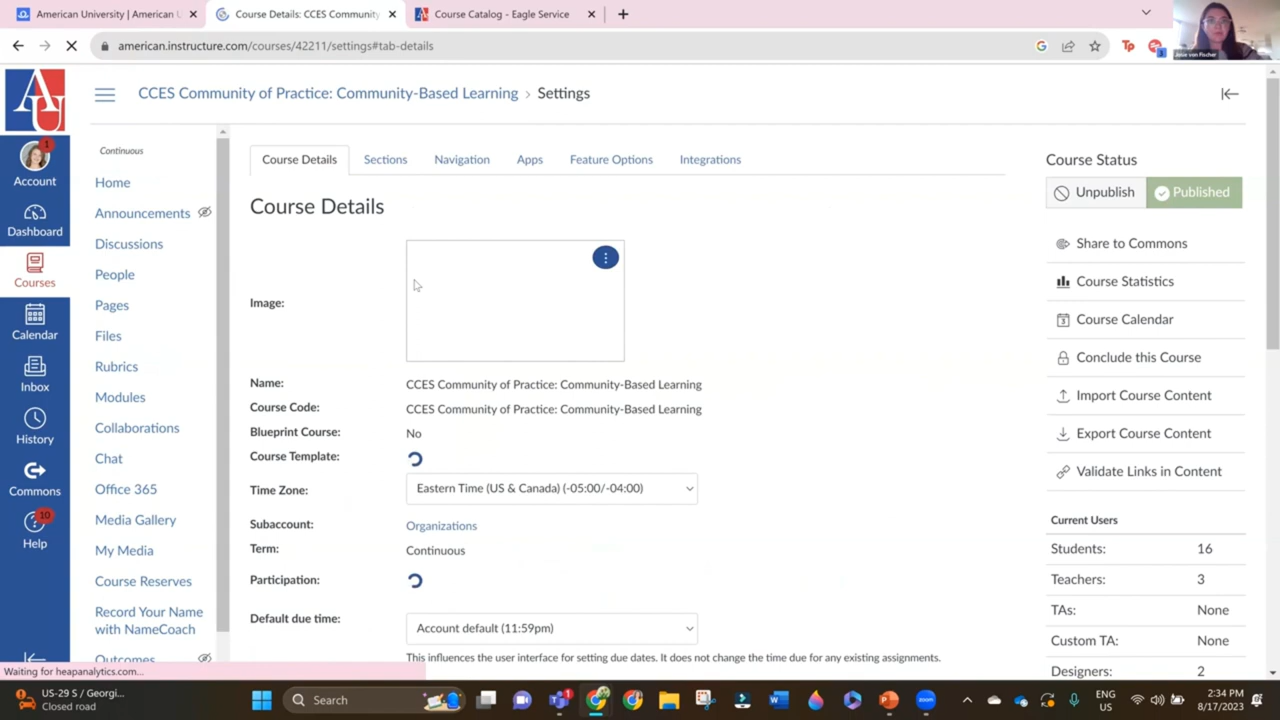 American University | American U
Course Details: CCES Community
Course Catalog - Eagle Service
american.instructure.com/courses/42211/settings#tab-details
Josie von Fischer
AU
CCES Community of Practice: Community-Based Learning › Settings
1
Account
Dashboard
Courses
Calendar
Inbox
History
Commons
10
Help
Continuous
Home
Announcements
Discussions
People
Pages
Files
Rubrics
Modules
Collaborations
Chat
Office 365
Media Gallery
My Media
Course Reserves
Record Your Name
with NameCoach
Outcomes
Course Details Sections Navigation Apps Feature Options Integrations
Course Details
Image:
Name: CCES Community of Practice: Community-Based Learning
Course Code: CCES Community of Practice: Community-Based Learning
Blueprint Course: No
Course Template:
Time Zone: Eastern Time (US & Canada) (-05:00/-04:00)
Subaccount: Organizations
Term: Continuous
Participation:
Default due time: Account default (11:59pm)
This influences the user interface for setting due dates. It does not change the time due for any existing assignments.
Course Status
Unpublish Published
Share to Commons
Course Statistics
Course Calendar
Conclude this Course
Import Course Content
Export Course Content
Validate Links in Content
Current Users
Students: 16
Teachers: 3
TAs: None
Custom TA: None
Designers: 2
Waiting for heapanalytics.com...
US-29 S / Georgi...
Closed road
Search
ENG
US
2:34 PM
8/17/2023